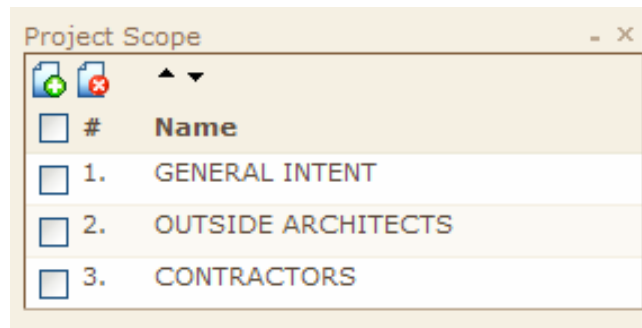 Project Scope
# Name
1. GENERAL INTENT
2. OUTSIDE ARCHITECTS
3. CONTRACTORS